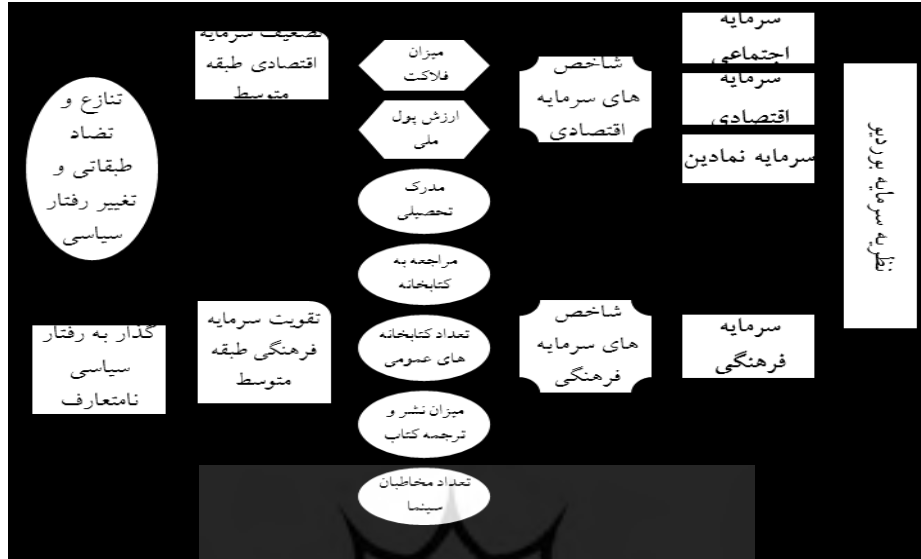 نظریه سرمایه بوردیو
سرمایه
اجتماعی
سرمایه
اقتصادی
سرمایه نمادین
سرمایه
فرهنگی
شاخص
های سرمایه
اقتصادی
شاخص
های سرمایه
فرهنگی
میزان
فلاکت
ارزش پول
ملی
مدرک
تحصیلی
مراجعه به
کتابخانه
تعداد کتابخانه
های عمومی
میزان نشر و
ترجمه کتاب
تعداد مخاطبان
سینما
تضعیف سرمایه
اقتصادی طبقه
متوسط
تقویت سرمایه
فرهنگی طبقه
متوسط
تنازع و
تضاد
طبقاتی و
تغییر رفتار
سیاسی
گذار به رفتار
سیاسی
نامتعارف